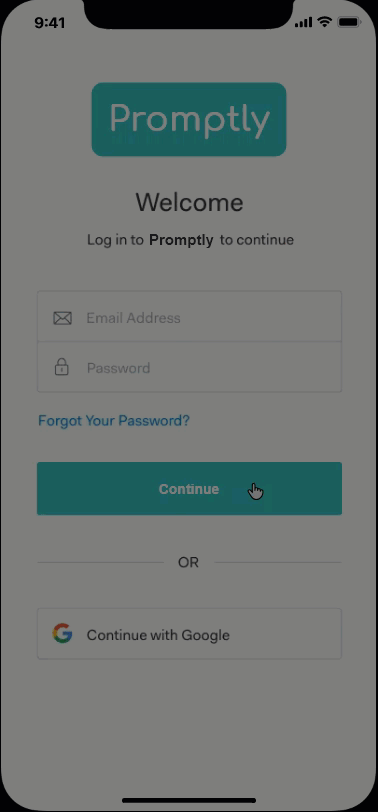 9:41
Promptly
Welcome
Log in to Promptly to continue
Email Address
Password
Forgot Your Password?
Continue
OR
Continue with Google